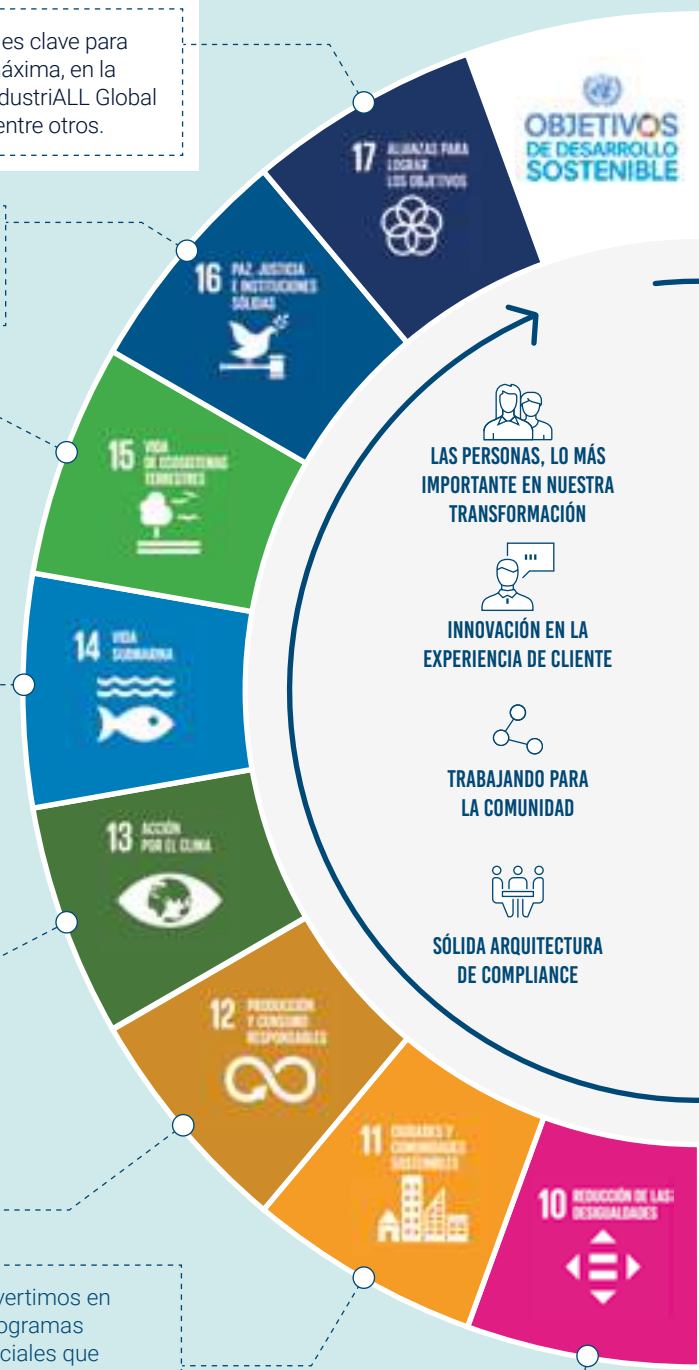 es clave para
áxima, en la
dustriALL Global
entre otros.
OBJETIVOS
DE DESARROLLO
SOSTENIBLE
17 ALIANZAS PARA
LOGRAR
LOS OBJETIVOS
16 PAZ, JUSTICIA
E INSTITUCIONES
SÓLIDAS
15 VIDA
DE ECOSISTEMAS
TERRESTRES
14 VIDA
SUBMARINA
13 ACCIÓN
POR EL CLIMA
12 PRODUCCIÓN
Y CONSUMO
RESPONSABLES
11 CIUDADES Y
COMUNIDADES
SOSTENIBLES
10 REDUCCIÓN DE LAS
DESIGUALDADES
LAS PERSONAS, LO MÁS
IMPORTANTE EN NUESTRA
TRANSFORMACIÓN
INNOVACIÓN EN LA
EXPERIENCIA DE CLIENTE
TRABAJANDO PARA
LA COMUNIDAD
SÓLIDA ARQUITECTURA
DE COMPLIANCE
vertimos en
ogramas
ciales que